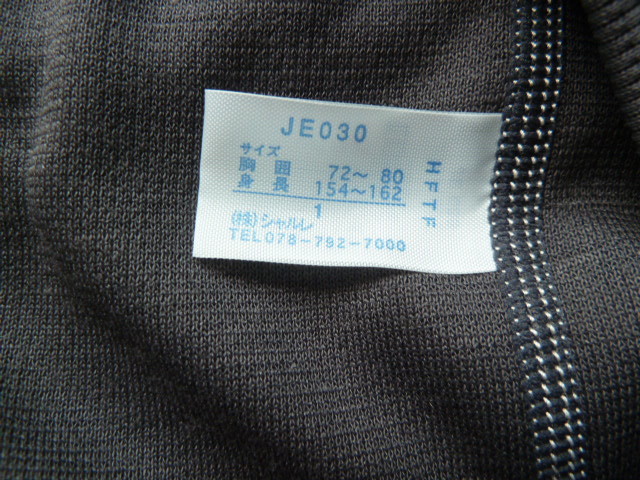 JE030
サイズ
胸囲 72～ 80
身長 154～162
1
(株)シャルレ
TEL078-792-7000
HFTF